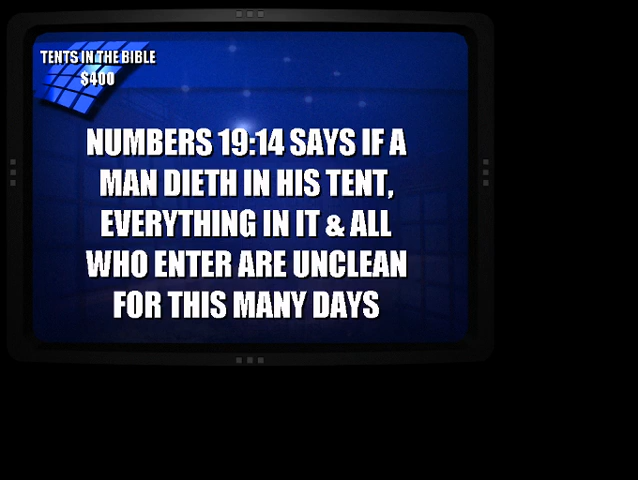 TENTS IN THE BIBLE
$400
NUMBERS 19:14 SAYS IF A
MAN DIETH IN HIS TENT,
EVERYTHING IN IT & ALL
WHO ENTER ARE UNCLEAN
FOR THIS MANY DAYS